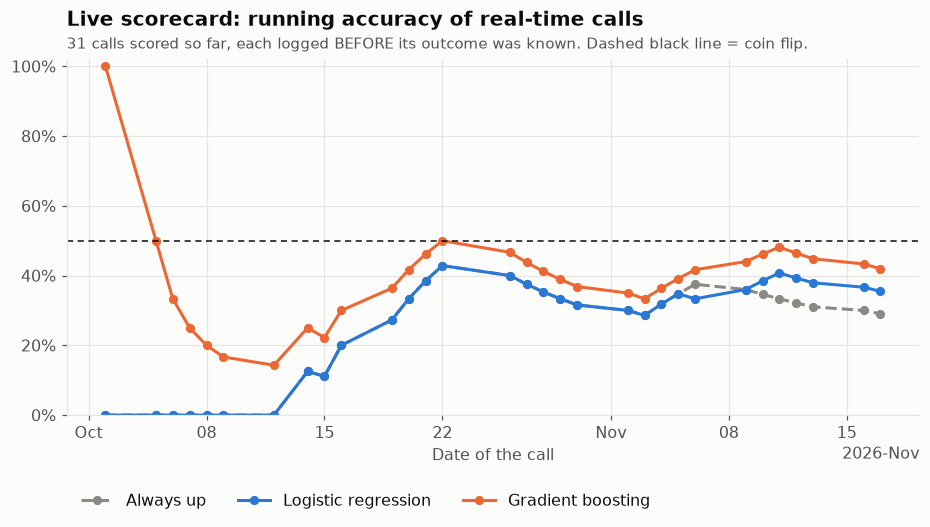 Live scorecard: running accuracy of real-time calls
31 calls scored so far, each logged BEFORE its outcome was known. Dashed black line = coin flip.
100%
80%
60%
40%
20%
0%
Oct 08 15 22 Nov 08 15
Date of the call
2026-Nov
Always up Logistic regression Gradient boosting